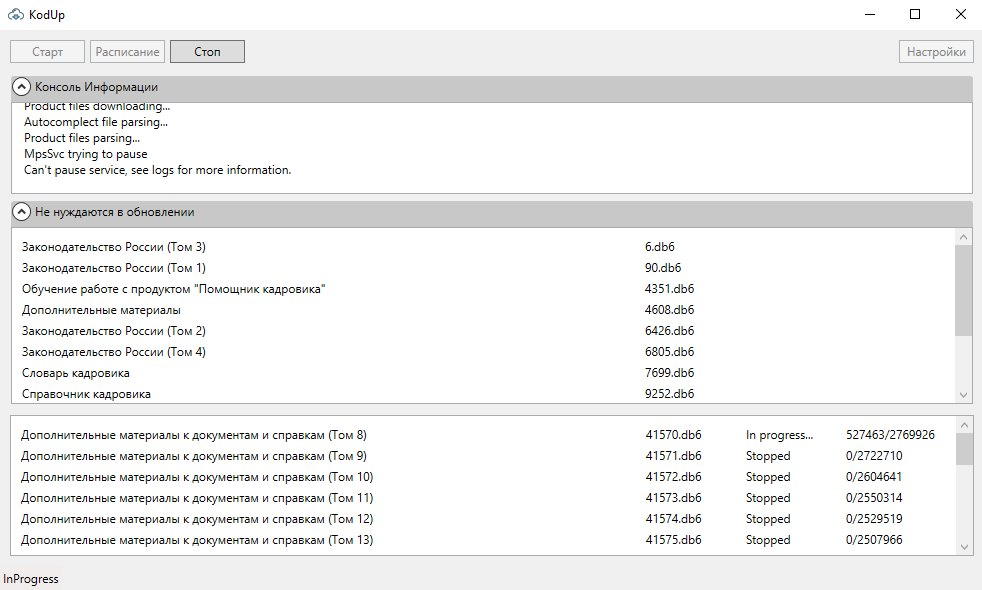 KodUp
Старт Расписание Стоп Настройки
Консоль Информации
Product files downloading...
Autocomplect file parsing...
Product files parsing...
MpsSvc trying to pause
Can't pause service, see logs for more information.
Не нуждаются в обновлении
Законодательство России (Том 3) 6.db6
Законодательство России (Том 1) 90.db6
Обучение работе с продуктом "Помощник кадровика" 4351.db6
Дополнительные материалы 4608.db6
Законодательство России (Том 2) 6426.db6
Законодательство России (Том 4) 6805.db6
Словарь кадровика 7699.db6
Справочник кадровика 9252.db6
Дополнительные материалы к документам и справкам (Том 8) 41570.db6 In progress... 527463/2769926
Дополнительные материалы к документам и справкам (Том 9) 41571.db6 Stopped 0/2722710
Дополнительные материалы к документам и справкам (Том 10) 41572.db6 Stopped 0/2604641
Дополнительные материалы к документам и справкам (Том 11) 41573.db6 Stopped 0/2550314
Дополнительные материалы к документам и справкам (Том 12) 41574.db6 Stopped 0/2529519
Дополнительные материалы к документам и справкам (Том 13) 41575.db6 Stopped 0/2507966
InProgress